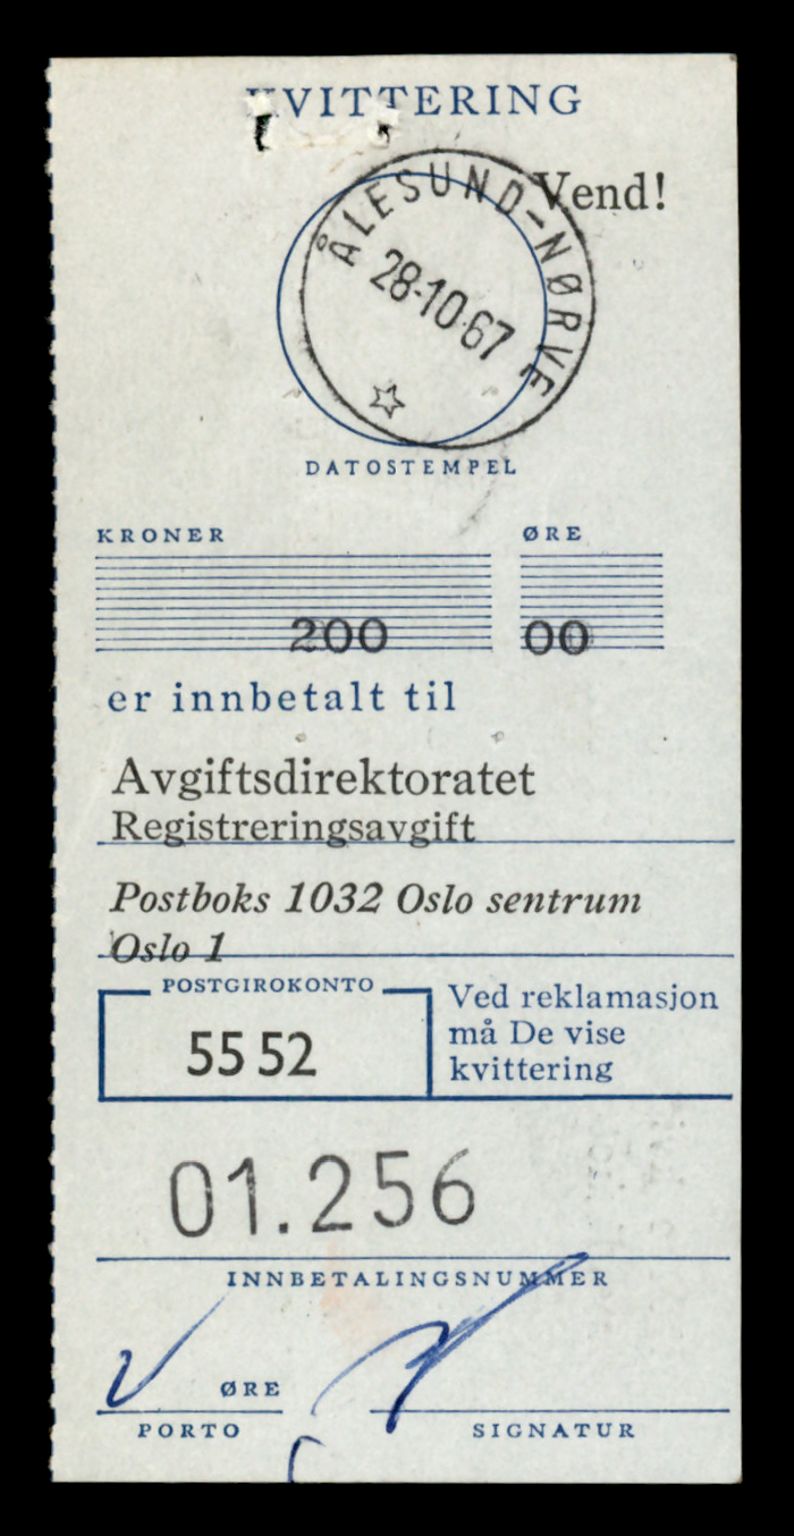 KVITTERING
Vend!
ÅLESUND-NØRVE
28-10-67
DATOSTEMPEL
KRONER ØRE
200 00
er innbetalt til
Avgiftsdirektoratet
Registreringsavgift
Postboks 1032 Oslo sentrum
Oslo 1
POSTGIROKONTO
55 52
Ved reklamasjon
må De vise
kvittering
01.256
INNBETALINGSNUMMER
ØRE
PORTO SIGNATUR